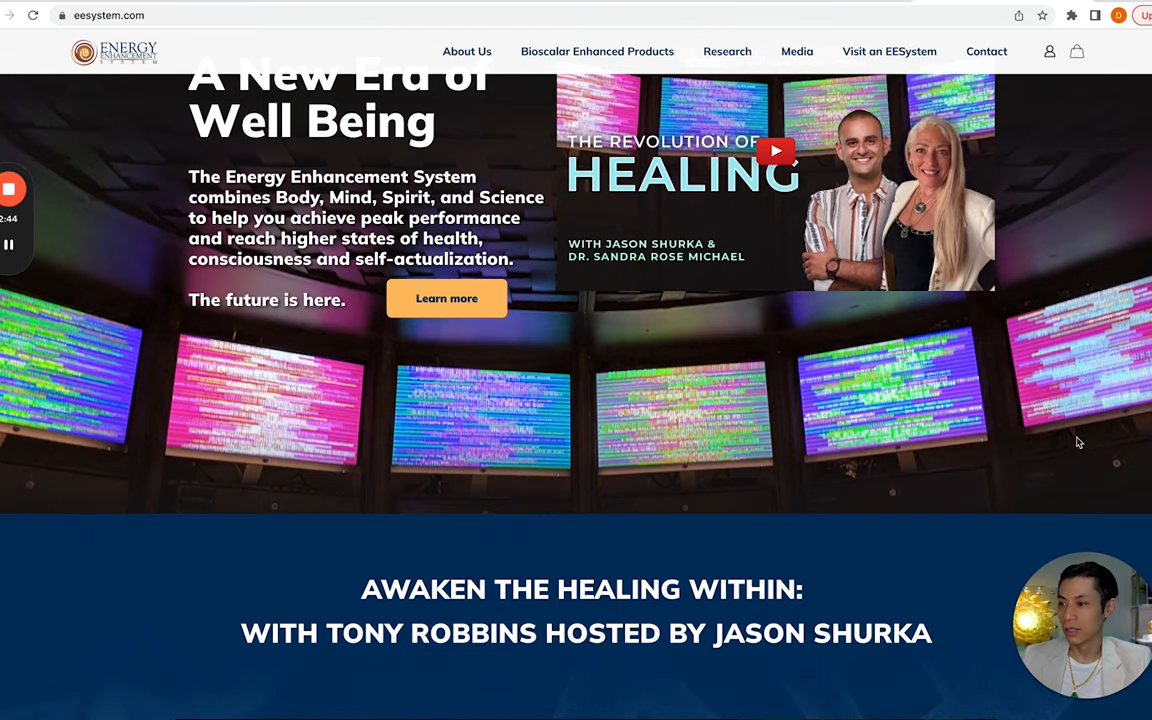 eesystem.com
D
Up
ENERGY
ENHANCEMENT
SYSTEM
About Us
Bioscalar Enhanced Products
Research
Media
Visit an EESystem
Contact
A New Era of
Well Being
The Energy Enhancement System
combines Body, Mind, Spirit, and Science
to help you achieve peak performance
and reach higher states of health,
consciousness and self-actualization.
The future is here.
Learn more
THE REVOLUTION OF
HEALING
WITH JASON SHURKA &
DR. SANDRA ROSE MICHAEL
2:44
AWAKEN THE HEALING WITHIN:
WITH TONY ROBBINS HOSTED BY JASON SHURKA